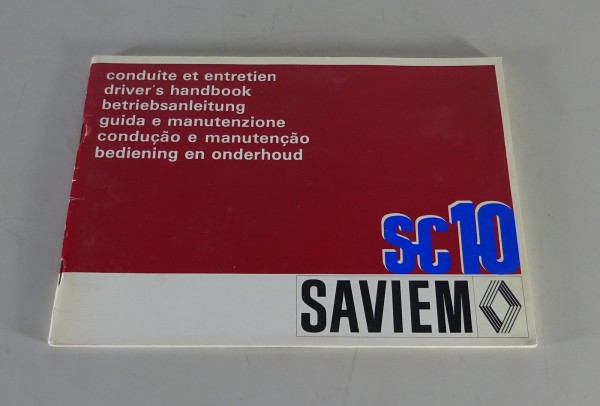 conduite et entretien
driver's handbook
betriebsanleitung
guida e manutenzione
condução e manutenção
bediening en onderhoud
sc10
SAVIEM